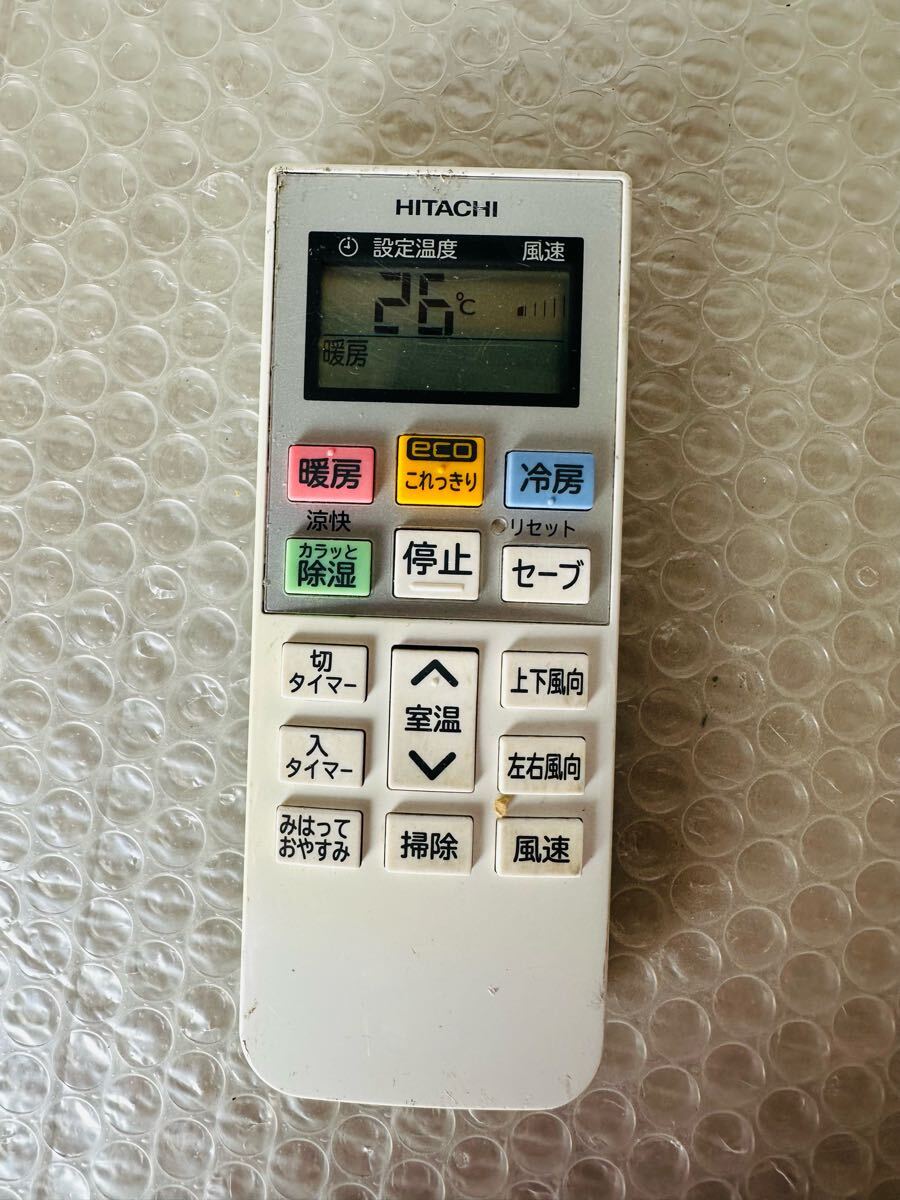 HITACHI
設定温度 風速
26℃
暖房
暖房
eco
これっきり
冷房
涼快
リセット
カラッと
除湿
停止
セーブ
切
タイマー
室温
上下風向
入
タイマー
左右風向
みはって
おやすみ
掃除
風速